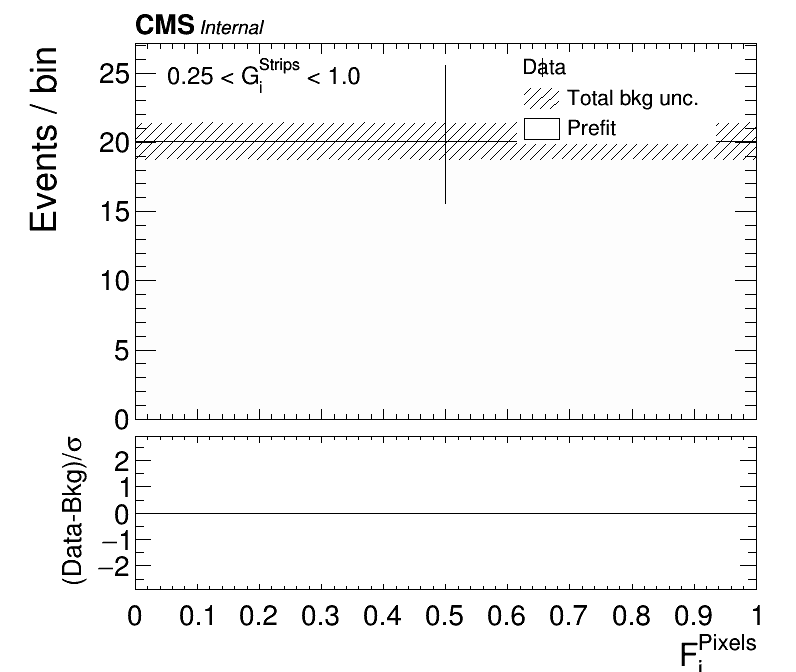 CMS Internal
Events / bin
0.25 < G_i^Strips < 1.0
Data
Total bkg unc.
Prefit
25
20
15
10
5
0
(Data-Bkg)/σ
2
1
0
−1
−2
0 0.1 0.2 0.3 0.4 0.5 0.6 0.7 0.8 0.9 1
F_i^Pixels